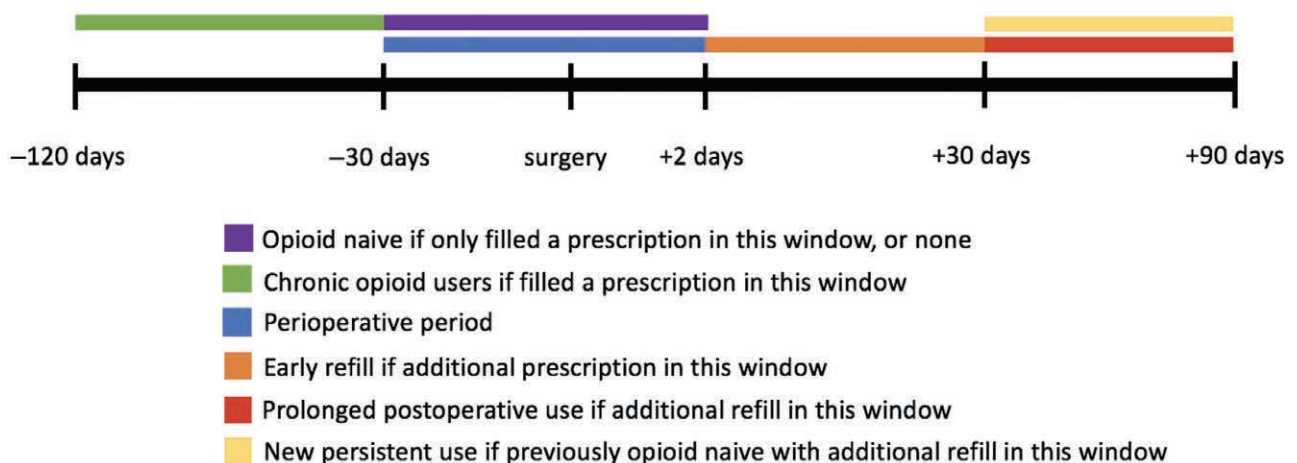 −120 days −30 days surgery +2 days +30 days +90 days
Opioid naive if only filled a prescription in this window, or none
Chronic opioid users if filled a prescription in this window
Perioperative period
Early refill if additional prescription in this window
Prolonged postoperative use if additional refill in this window
New persistent use if previously opioid naive with additional refill in this window